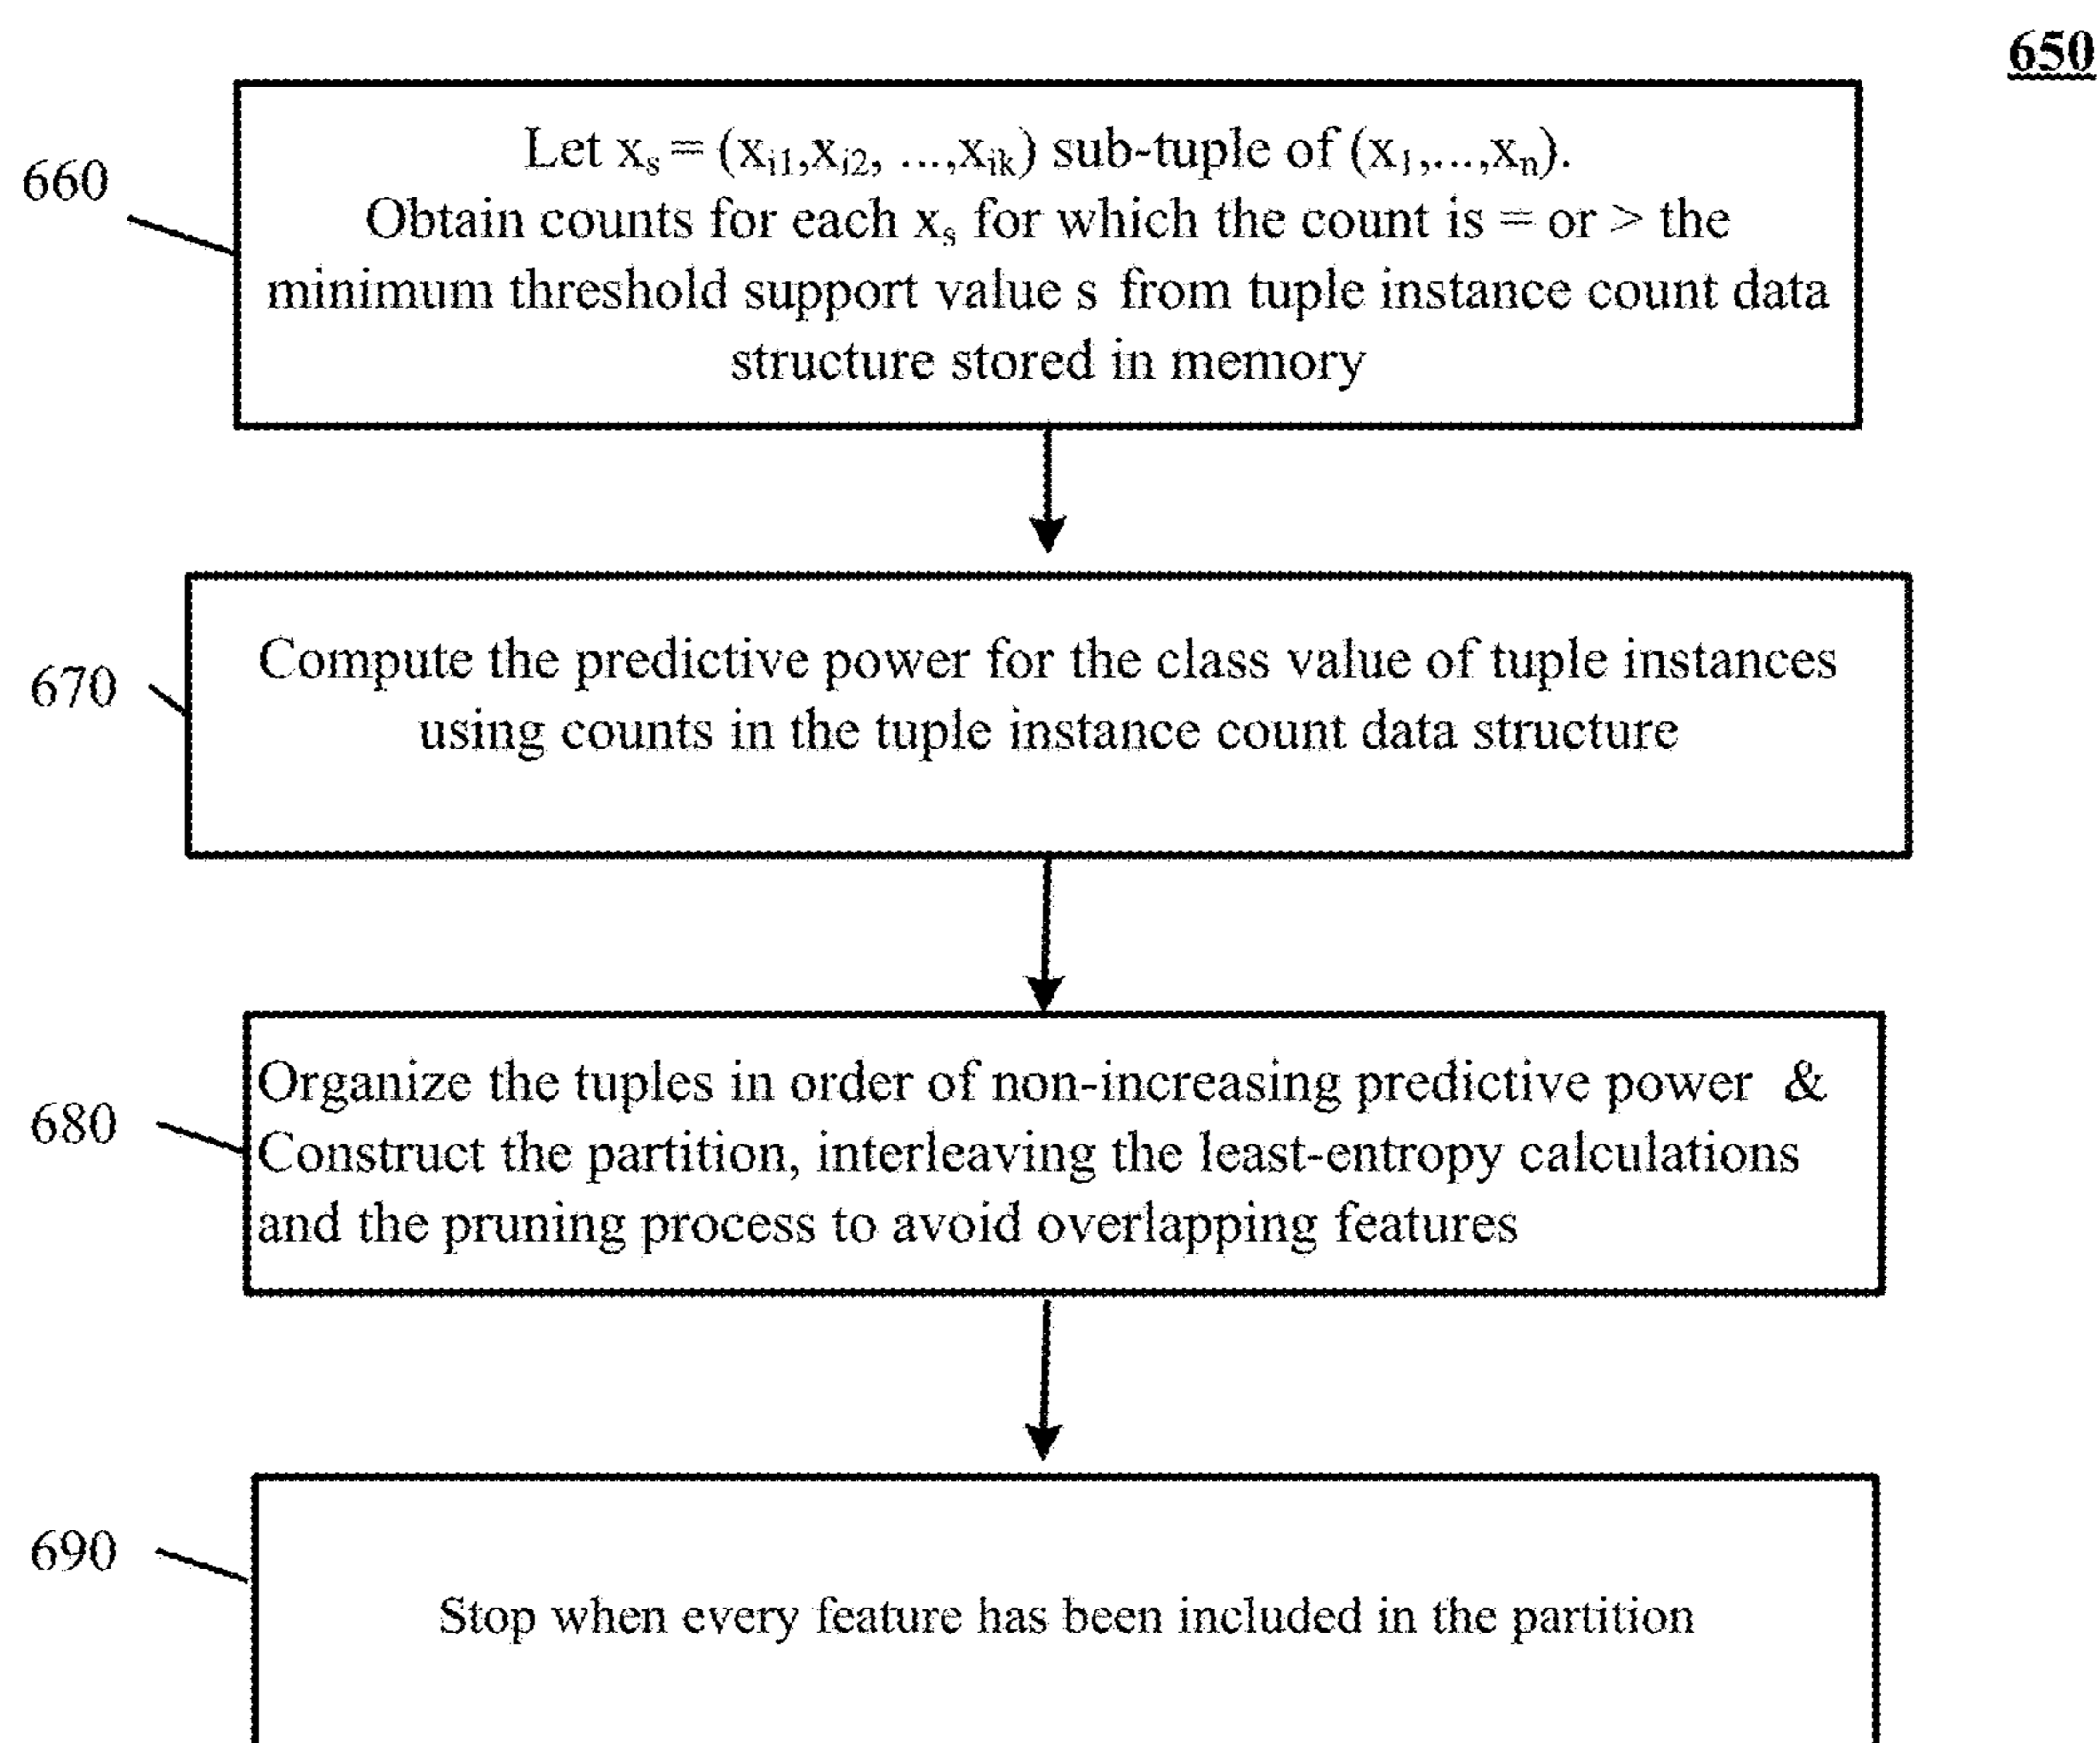 650
660
Let xₛ = (xᵢ₁,xᵢ₂, ...,xᵢₖ) sub-tuple of (x₁,...,xₙ).
Obtain counts for each xₛ for which the count is = or > the
minimum threshold support value s from tuple instance count data
structure stored in memory
670
Compute the predictive power for the class value of tuple instances
using counts in the tuple instance count data structure
680
Organize the tuples in order of non-increasing predictive power &
Construct the partition, interleaving the least-entropy calculations
and the pruning process to avoid overlapping features
690
Stop when every feature has been included in the partition